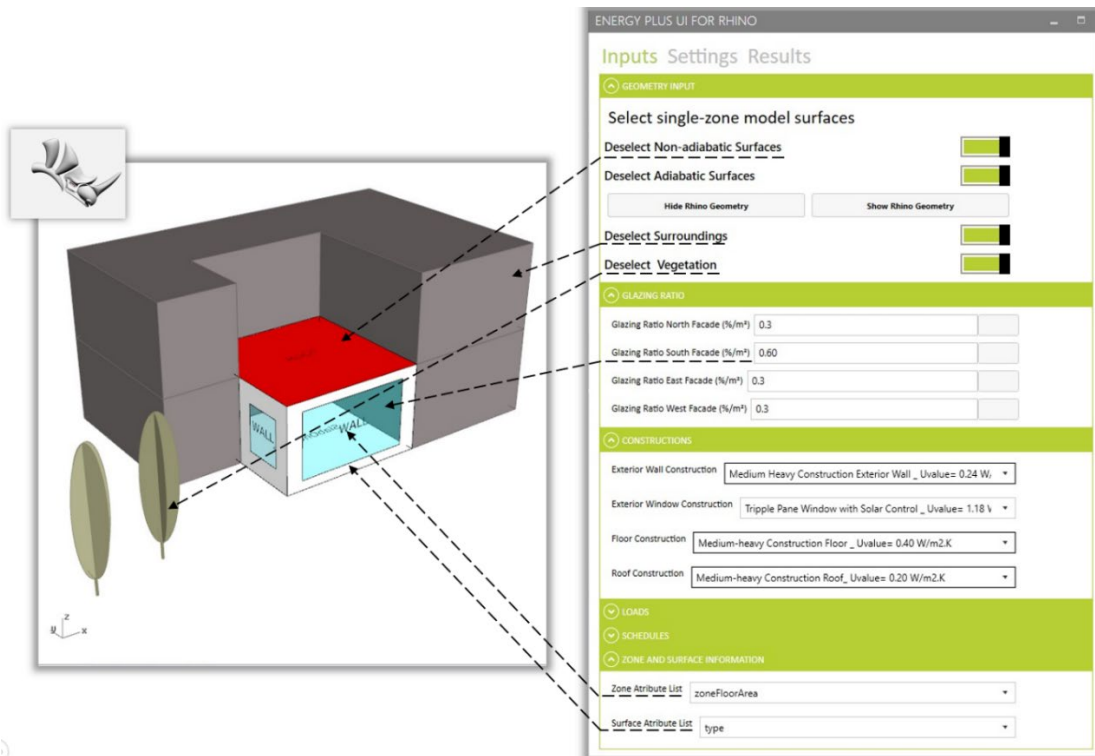 ENERGY PLUS UI FOR RHINO
Inputs Settings Results
GEOMETRY INPUT
Select single-zone model surfaces
Deselect Non-adiabatic Surfaces
Deselect Adiabatic Surfaces
Hide Rhino Geometry Show Rhino Geometry
Deselect Surroundings
Deselect Vegetation
GLAZING RATIO
Glazing Ratio North Facade (%/m²) 0.3
Glazing Ratio South Facade (%/m²) 0.60
Glazing Ratio East Facade (%/m²) 0.3
Glazing Ratio West Facade (%/m²) 0.3
CONSTRUCTIONS
Exterior Wall Construction Medium Heavy Construction Exterior Wall _ Uvalue= 0.24 W/
Exterior Window Construction Tripple Pane Window with Solar Control _ Uvalue= 1.18 \
Floor Construction Medium-heavy Construction Floor _ Uvalue= 0.40 W/m2.K
Roof Construction Medium-heavy Construction Roof_ Uvalue= 0.20 W/m2.K
LOADS
SCHEDULES
ZONE AND SURFACE INFORMATION
Zone Atribute List zoneFloorArea
Surface Atribute List type
WALL
WALL
z
y x